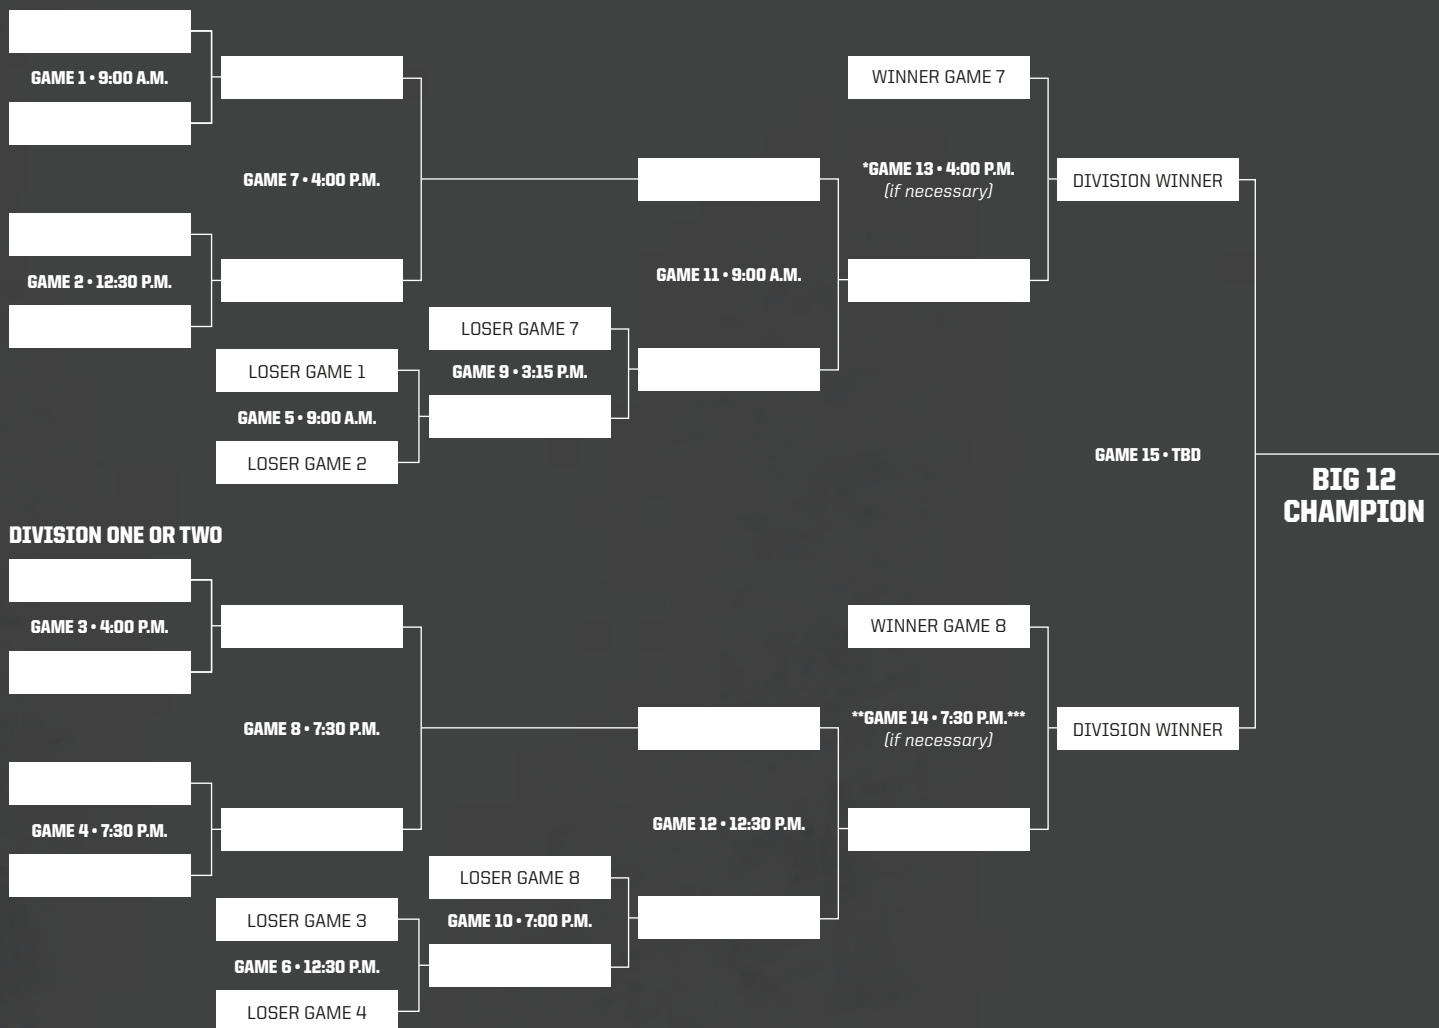 GAME 1 • 9:00 A.M.
WINNER GAME 7
GAME 7 • 4:00 P.M.
*GAME 13 • 4:00 P.M.
(if necessary)
DIVISION WINNER
GAME 2 • 12:30 P.M.
GAME 11 • 9:00 A.M.
LOSER GAME 7
LOSER GAME 1
GAME 9 • 3:15 P.M.
GAME 5 • 9:00 A.M.
LOSER GAME 2
GAME 15 • TBD
BIG 12
CHAMPION
DIVISION ONE OR TWO
GAME 3 • 4:00 P.M.
WINNER GAME 8
GAME 8 • 7:30 P.M.
**GAME 14 • 7:30 P.M.***
(if necessary)
DIVISION WINNER
GAME 4 • 7:30 P.M.
GAME 12 • 12:30 P.M.
LOSER GAME 8
LOSER GAME 3
GAME 10 • 7:00 P.M.
GAME 6 • 12:30 P.M.
LOSER GAME 4